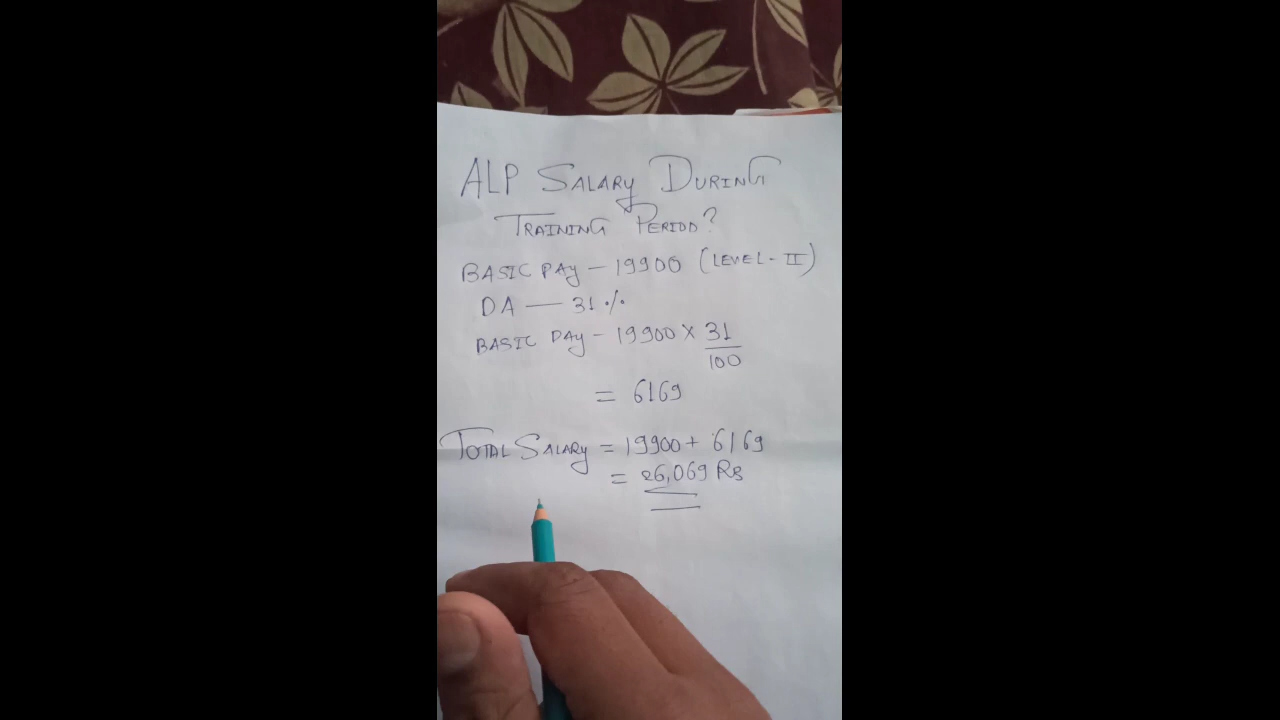 ALP SALARY DURING
TRAINING PERIOD?
BASIC PAY - 19900 (LEVEL - II)
DA — 31 %
BASIC PAY - 19900 × 31/100
= 6169
TOTAL SALARY = 19900 + 6169
= 26,069 RS